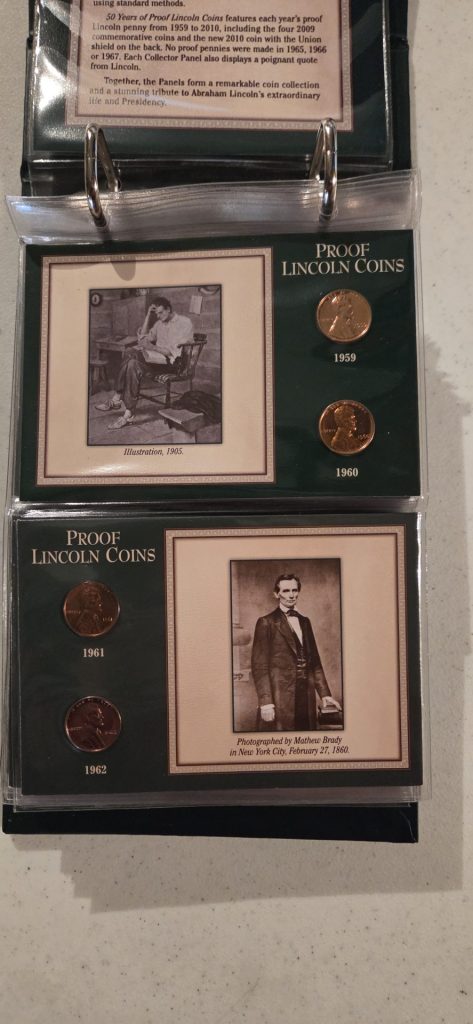 using standard methods.
50 Years of Proof Lincoln Coins features each year's proof
Lincoln penny from 1959 to 2010, including the four 2009
commemorative coins and the new 2010 coin with the Union
shield on the back. No proof pennies were made in 1965, 1966
or 1967. Each Collector Panel also displays a poignant quote
from Lincoln.
Together, the Panels form a remarkable coin collection
and a stunning tribute to Abraham Lincoln's extraordinary
life and Presidency.
PROOF
LINCOLN COINS
1959
1960
Illustration, 1905.
PROOF
LINCOLN COINS
1961
1962
Photographed by Mathew Brady
in New York City, February 27, 1860.